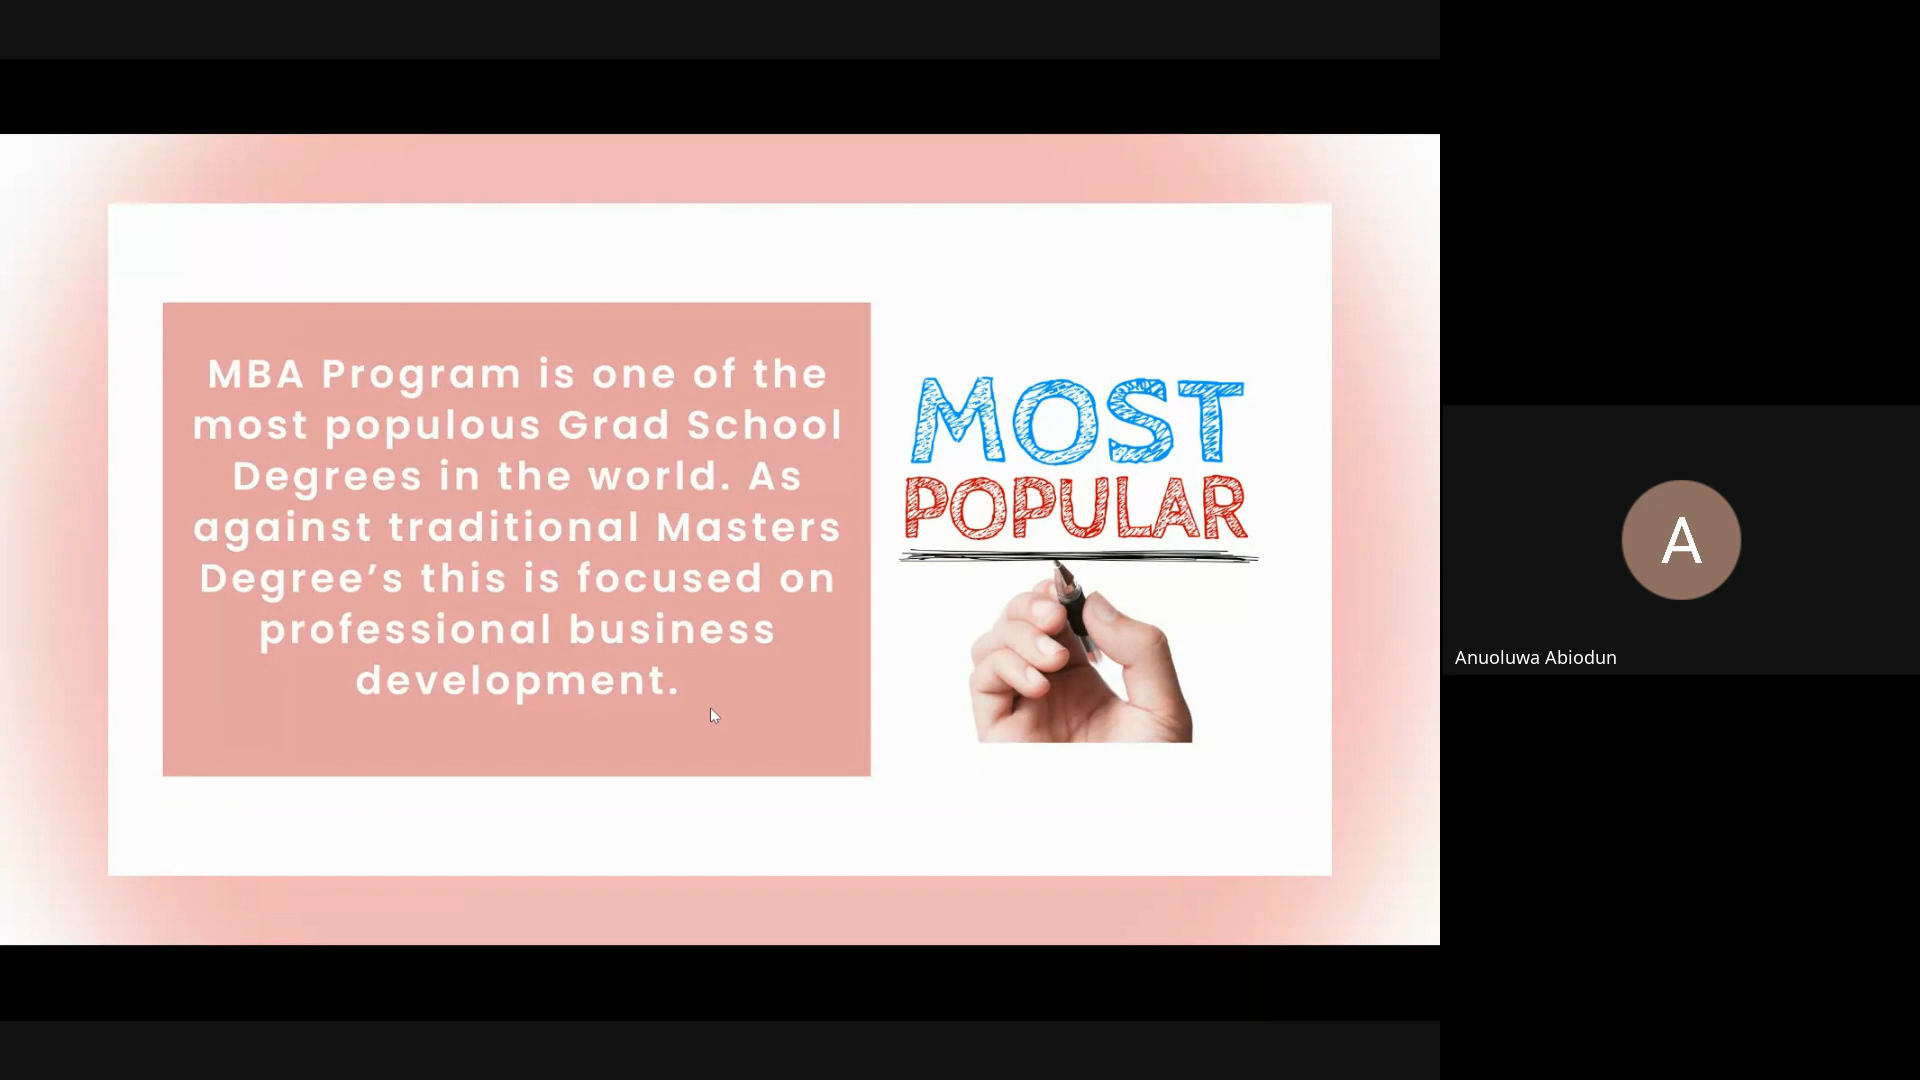 MBA Program is one of the
most populous Grad School
Degrees in the world. As
against traditional Masters
Degree’s this is focused on
professional business
development.
MOST
POPULAR
A
Anuoluwa Abiodun